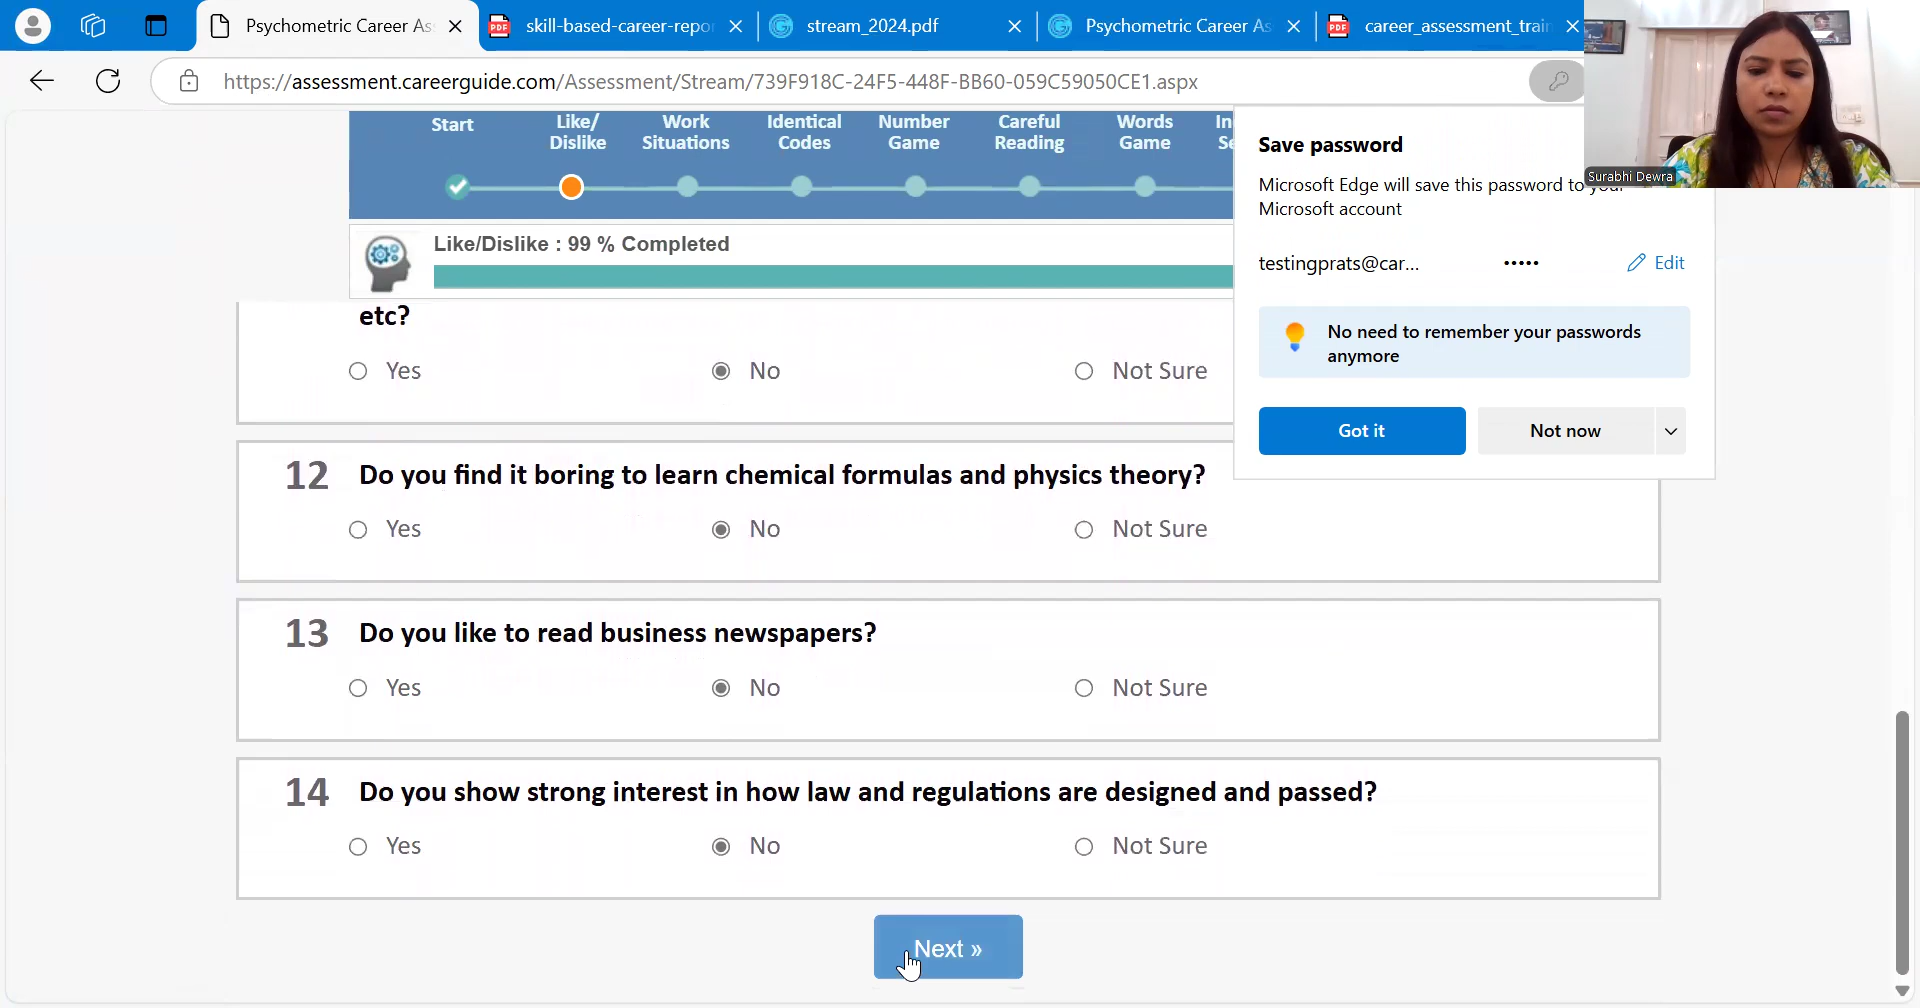 Psychometric Career As
skill-based-career-repo
stream_2024.pdf
Psychometric Career As
career_assessment_train
https://assessment.careerguide.com/Assessment/Stream/739F918C-24F5-448F-BB60-059C59050CE1.aspx
Start
Like/
Dislike
Work
Situations
Identical
Codes
Number
Game
Careful
Reading
Words
Game
Like/Dislike : 99 % Completed
Save password
Microsoft Edge will save this password to your
Microsoft account
testingprats@car...
•••••
Edit
No need to remember your passwords
anymore
Got it
Not now
Surabhi Dewra
etc?
Yes
No
Not Sure
12 Do you find it boring to learn chemical formulas and physics theory?
Yes
No
Not Sure
13 Do you like to read business newspapers?
Yes
No
Not Sure
14 Do you show strong interest in how law and regulations are designed and passed?
Yes
No
Not Sure
Next »